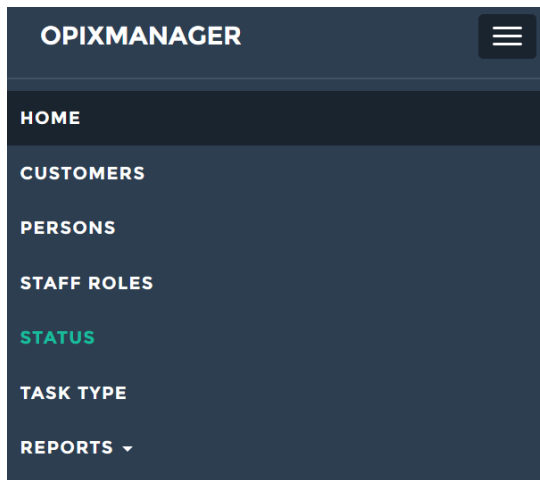 OPIXMANAGER
HOME
CUSTOMERS
PERSONS
STAFF ROLES
STATUS
TASK TYPE
REPORTS